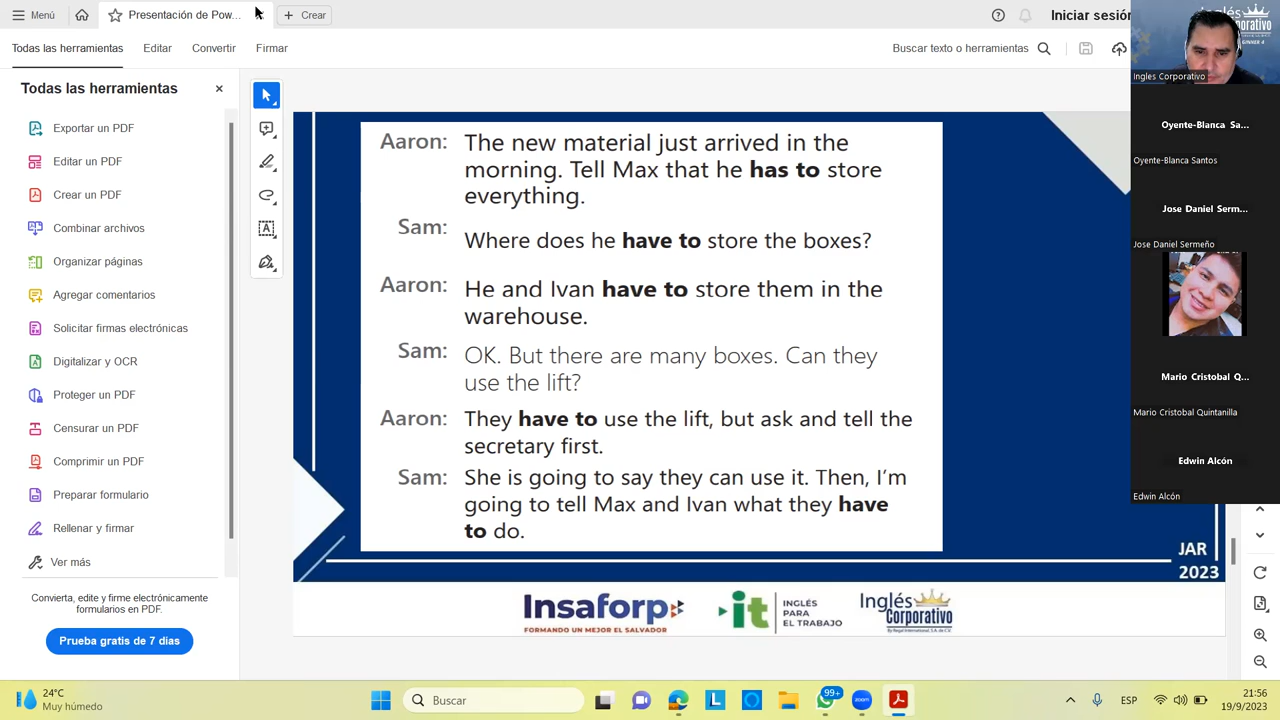 Menú
Presentación de Pow...
Crear
Iniciar sesión
Todas las herramientas
Editar
Convertir
Firmar
Buscar texto o herramientas
Todas las herramientas
Exportar un PDF
Editar un PDF
Crear un PDF
Combinar archivos
Organizar páginas
Agregar comentarios
Solicitar firmas electrónicas
Digitalizar y OCR
Proteger un PDF
Censurar un PDF
Comprimir un PDF
Preparar formulario
Rellenar y firmar
Ver más
Convierta, edite y firme electrónicamente
formularios en PDF.
Prueba gratis de 7 días
Aaron: The new material just arrived in the
morning. Tell Max that he has to store
everything.
Sam: Where does he have to store the boxes?
Aaron: He and Ivan have to store them in the
warehouse.
Sam: OK. But there are many boxes. Can they
use the lift?
Aaron: They have to use the lift, but ask and tell the
secretary first.
Sam: She is going to say they can use it. Then, I'm
going to tell Max and Ivan what they have
to do.
JAR
2023
Insaforp
FORMANDO UN MEJOR EL SALVADOR
it INGLÉS
PARA
EL TRABAJO
Inglés
Corporativo
By Regal International, S.A. de C.V.
Ingles Corporativo
Oyente-Blanca Sa...
Oyente-Blanca Santos
Jose Daniel Serm...
Jose Daniel Sermeño
Mario Cristobal Q...
Mario Cristobal Quintanilla
Edwin Alcón
Edwin Alcón
24°C
Muy húmedo
Buscar
99+
zoom
ESP
21:56
19/9/2023